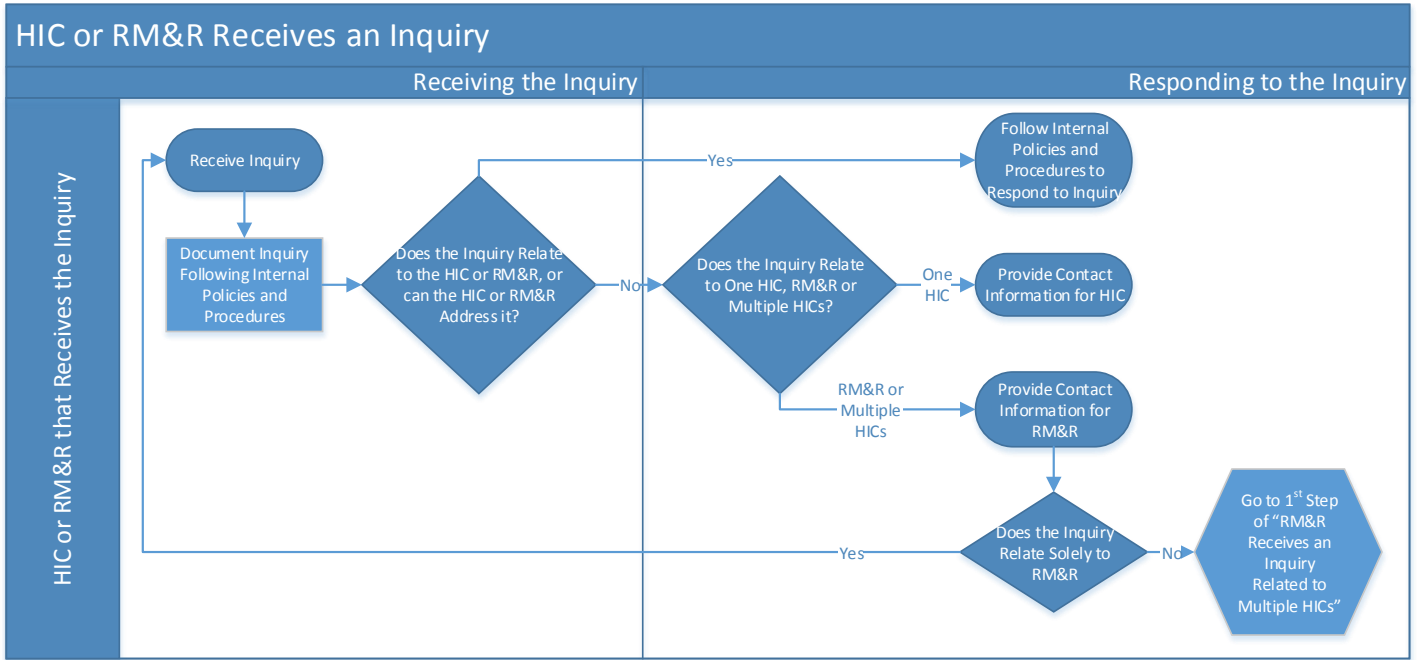 HIC or RM&R Receives an Inquiry
Receiving the Inquiry
Responding to the Inquiry
HIC or RM&R that Receives the Inquiry
Receive Inquiry
Document Inquiry
Following Internal
Policies and
Procedures
Does the Inquiry Relate
to the HIC or RM&R, or
can the HIC or RM&R
Address it?
Yes
No
Follow Internal
Policies and
Procedures to
Respond to Inquiry
Does the Inquiry Relate
to One HIC, RM&R or
Multiple HICs?
One
HIC
Provide Contact
Information for HIC
RM&R or
Multiple
HICs
Provide Contact
Information for
RM&R
Does the Inquiry
Relate Solely to
RM&R
Yes
No
Go to 1st Step
of “RM&R
Receives an
Inquiry
Related to
Multiple HICs”